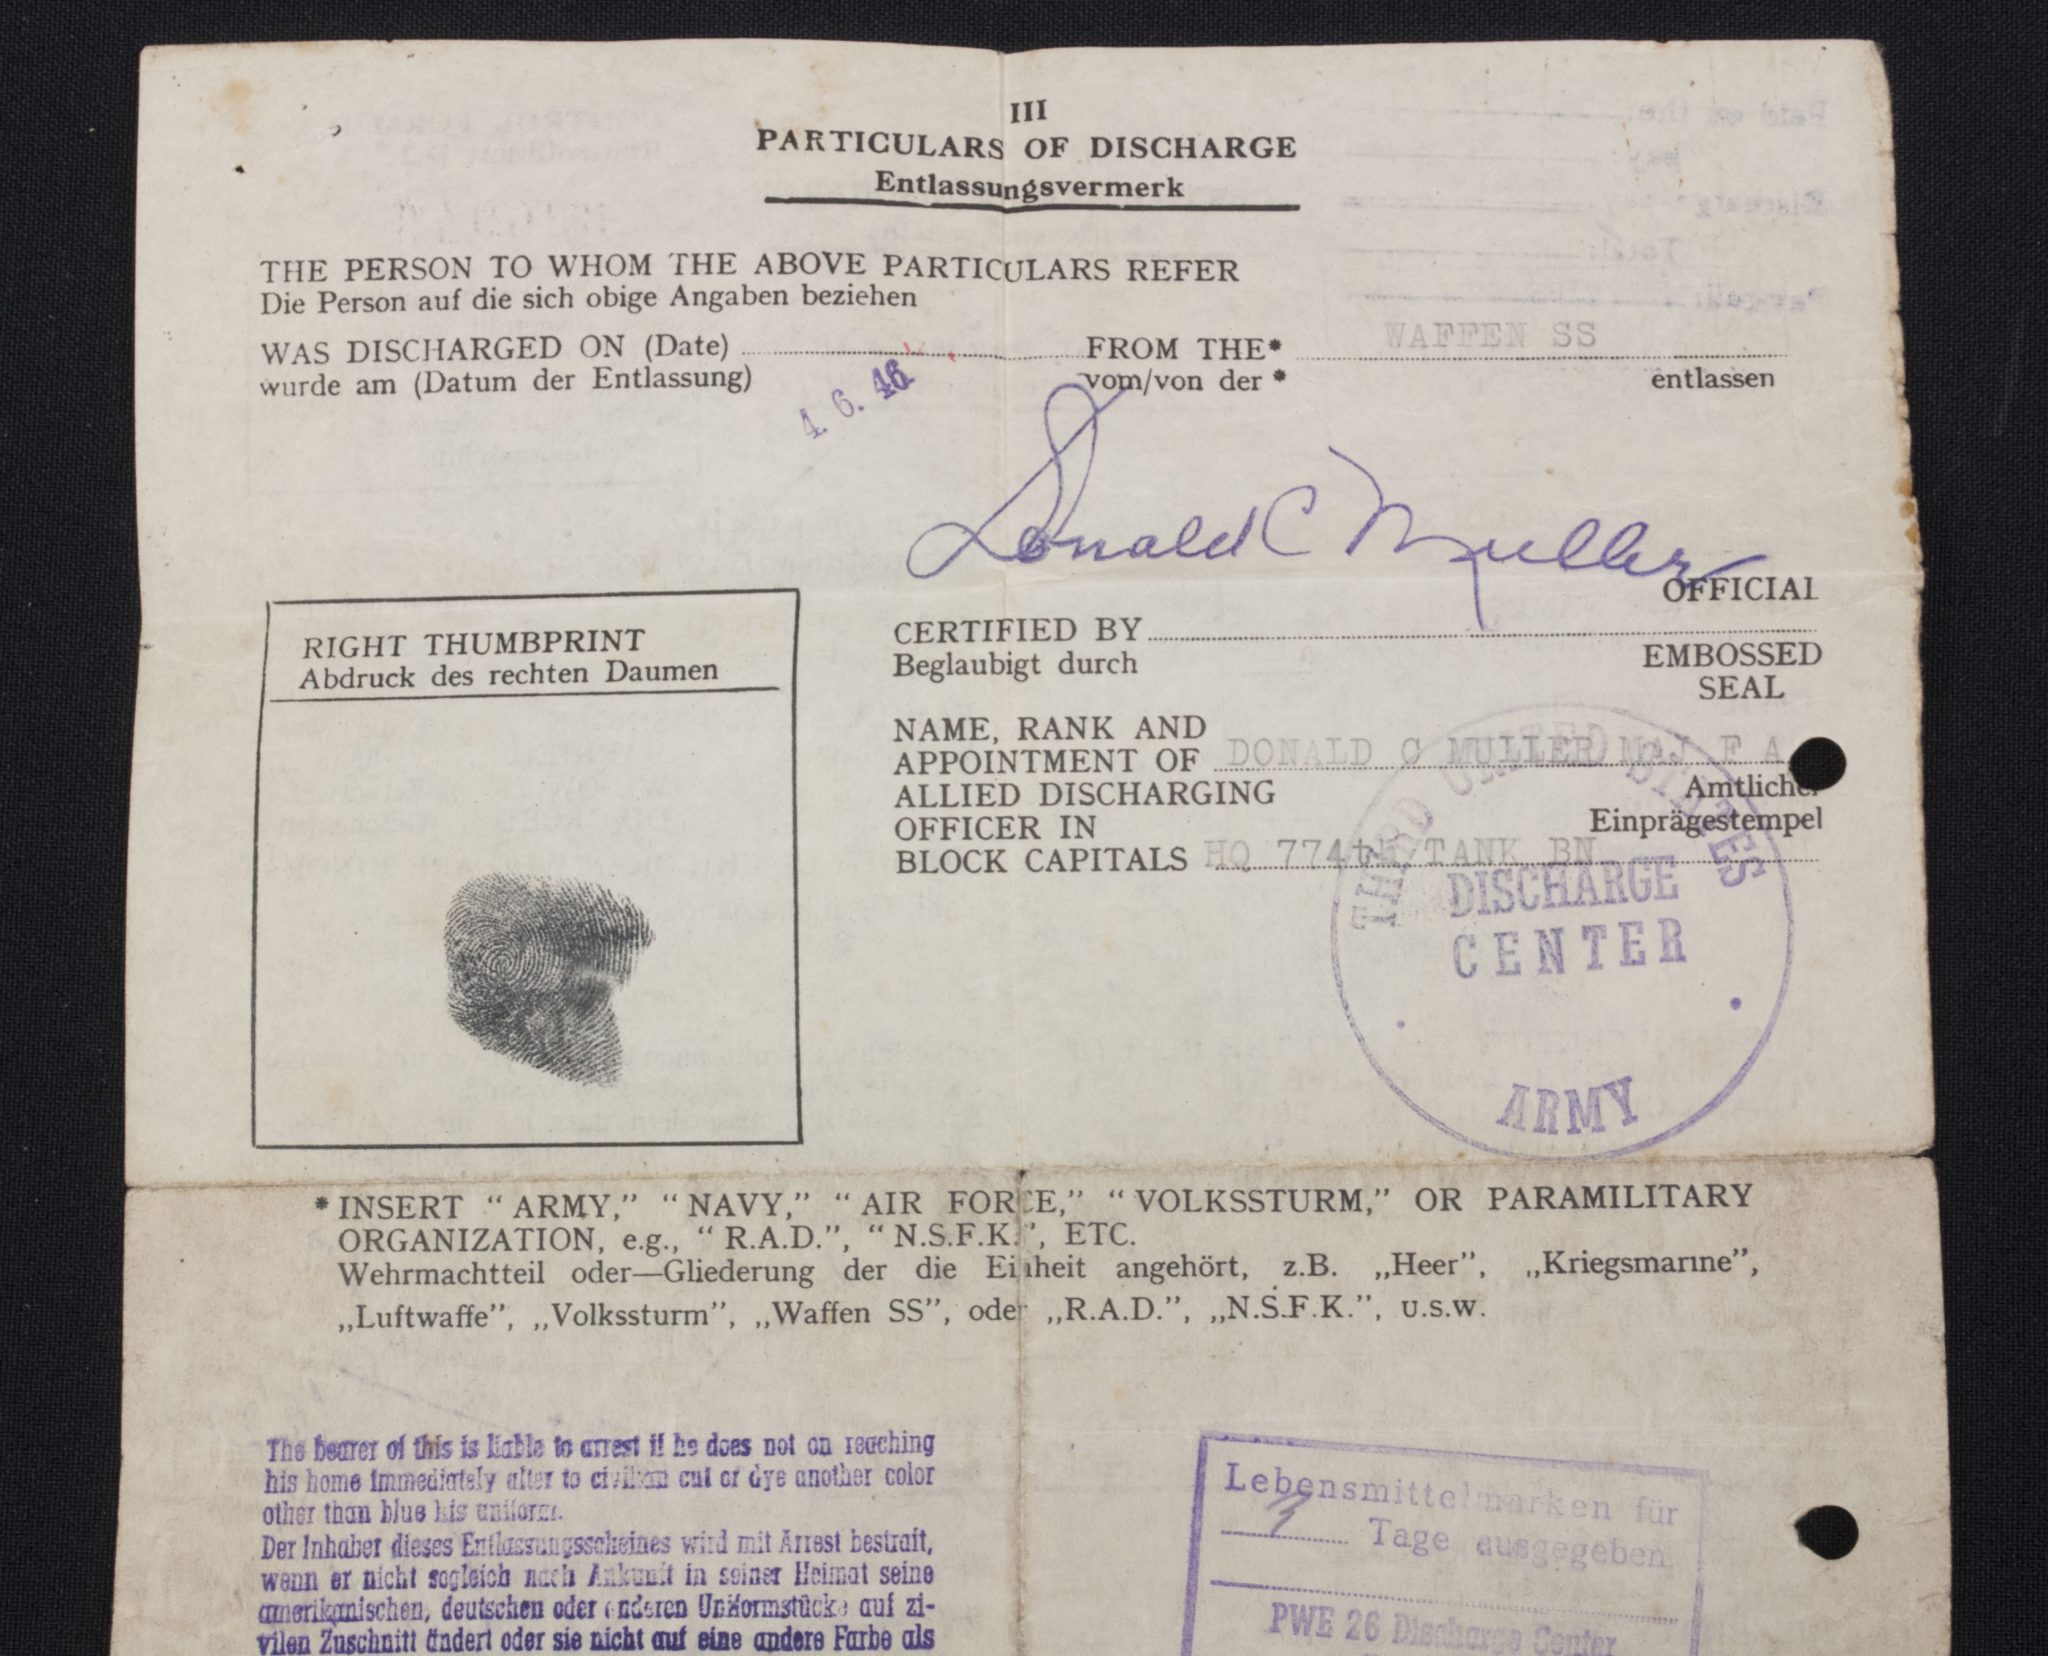 III
PARTICULARS OF DISCHARGE
Entlassungsvermerk
THE PERSON TO WHOM THE ABOVE PARTICULARS REFER
Die Person auf die sich obige Angaben beziehen
WAS DISCHARGED ON (Date) 4. 6. 46 FROM THE* WAFFEN SS
wurde am (Datum der Entlassung) vom/von der * entlassen
Donald C Muller
OFFICIAL
CERTIFIED BY
Beglaubigt durch
EMBOSSED
SEAL
NAME, RANK AND
APPOINTMENT OF DONALD C MULLER MAJ F A
ALLIED DISCHARGING
Amtlicher
OFFICER IN
Einprägestempel
BLOCK CAPITALS HQ 774th TANK BN
THIRD UNITED STATES
DISCHARGE
CENTER
ARMY
RIGHT THUMBPRINT
Abdruck des rechten Daumen
* INSERT “ ARMY,” “ NAVY,” “ AIR FORCE,” “ VOLKSSTURM,” OR PARAMILITARY
ORGANIZATION, e.g., “ R.A.D.”, “ N.S.F.K.”, ETC.
Wehrmachtteil oder—Gliederung der die Einheit angehört, z.B. „Heer”, „Kriegsmarine”,
„Luftwaffe”, „Volkssturm”, „Waffen SS”, oder „R.A.D.”, „N.S.F.K.”, u.s.w.
The bearer of this is liable to arrest if he does not on reaching
his home immediately alter to civilian cut or dye another color
other than blue his uniform.
Der Inhaber dieses Entlassungsscheines wird mit Arrest bestraft,
wenn er nicht sogleich nach Ankunft in seiner Heimat seine
amerikanischen, deutschen oder anderen Uniformstücke auf zi-
vilen Zuschnitt ändert oder sie nicht auf eine andere Farbe als
Lebensmittelmarken für
Tage ausgegeben
PWE 26 Discharge Center